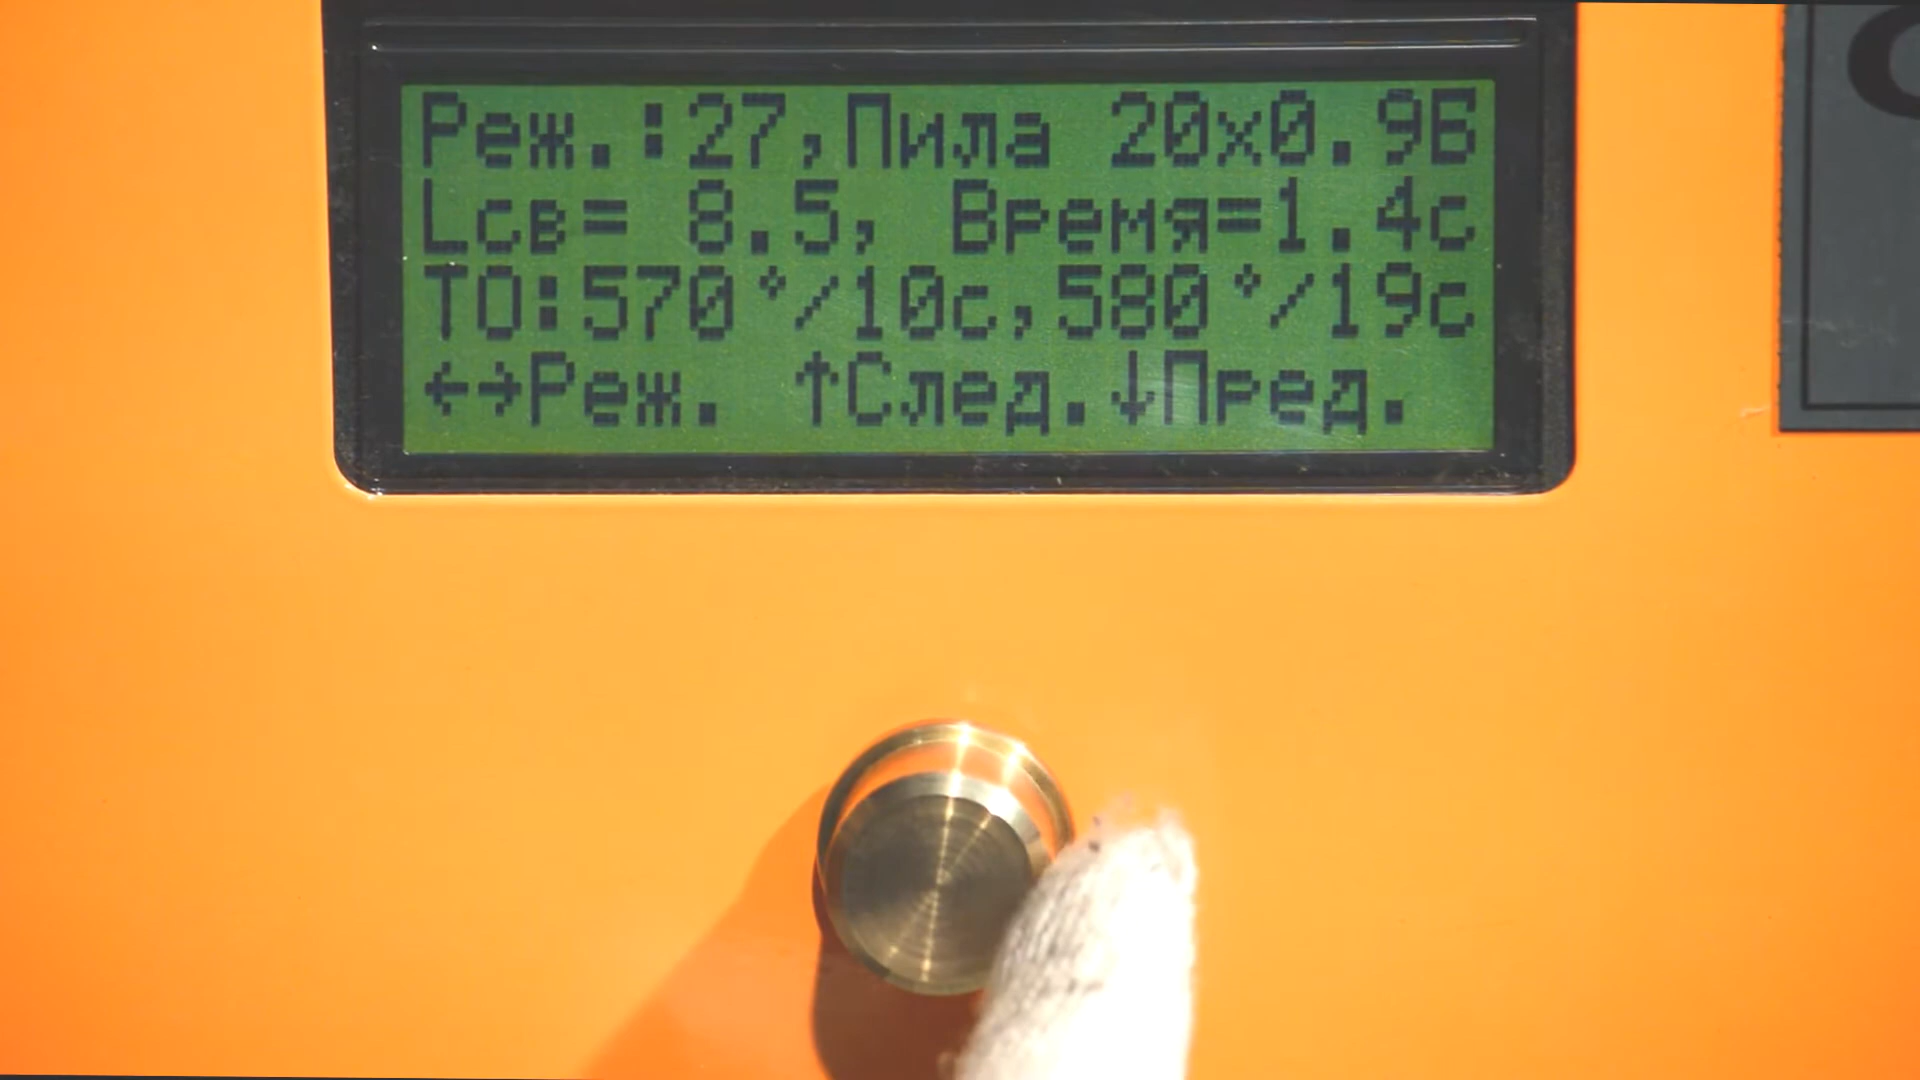 Реж.:27,Пила 20x0.9Б
Lсв= 8.5, Время=1.4с
ТО:570°/10с,580°/19с
←→Реж. ↑След.↓Пред.